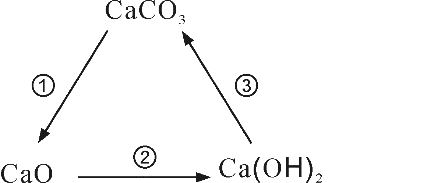 CaCO₃
① ③
CaO ② Ca(OH)₂